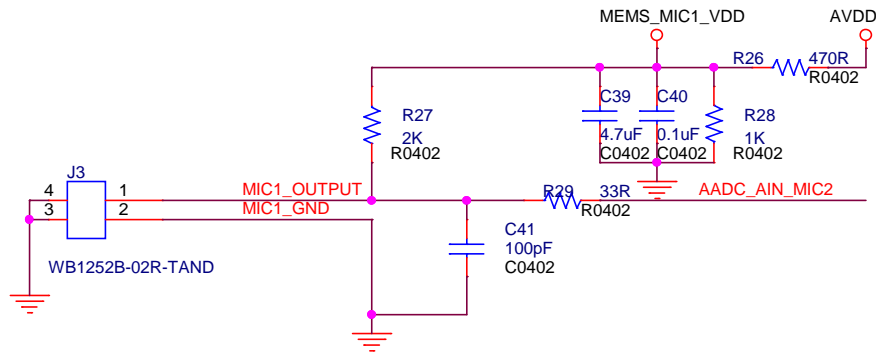 MEMS_MIC1_VDD
AVDD
R26
470R
R0402
C39
4.7uF
C0402
C40
0.1uF
C0402
R28
1K
R0402
R27
2K
R0402
J3
4
3
1
2
MIC1_OUTPUT
MIC1_GND
R29
33R
R0402
AADC_AIN_MIC2
C41
100pF
C0402
WB1252B-02R-TAND